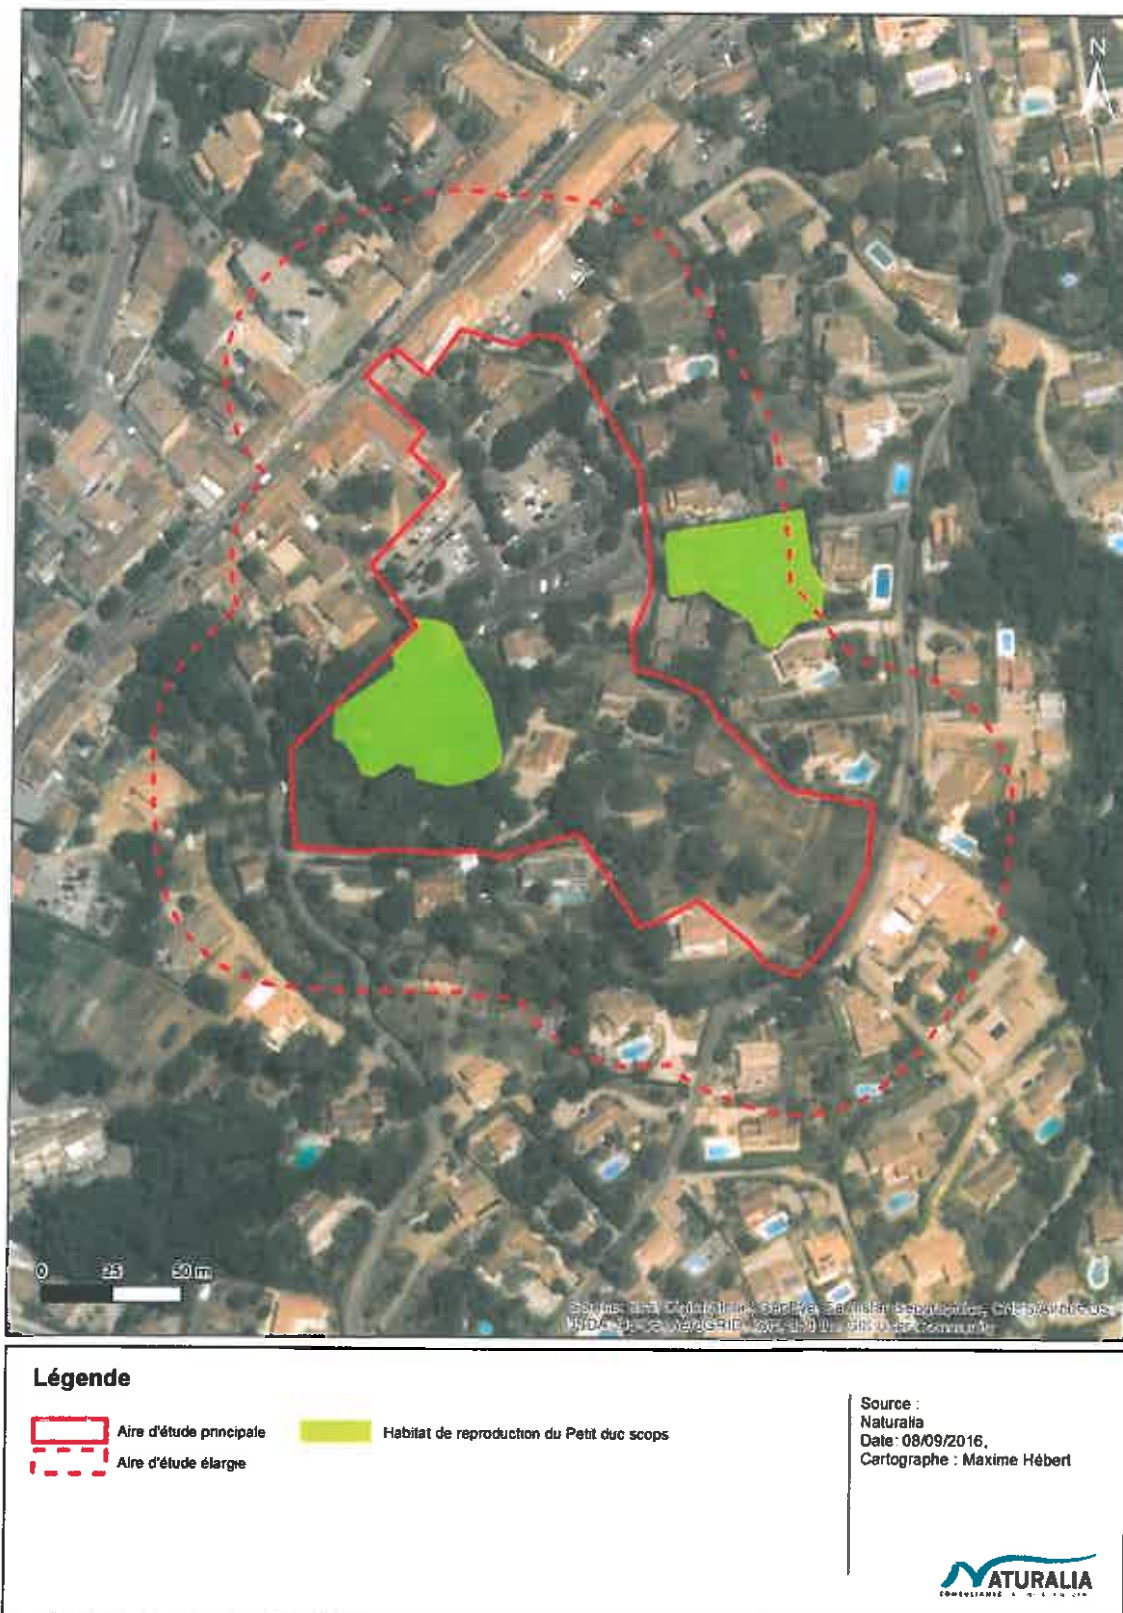 N
0 25 50 m
Légende
Aire d'étude principale
Habitat de reproduction du Petit duc scops
Aire d'étude élargie
Source :
Naturalia
Date: 08/09/2016,
Cartographe : Maxime Hébert
NATURALIA